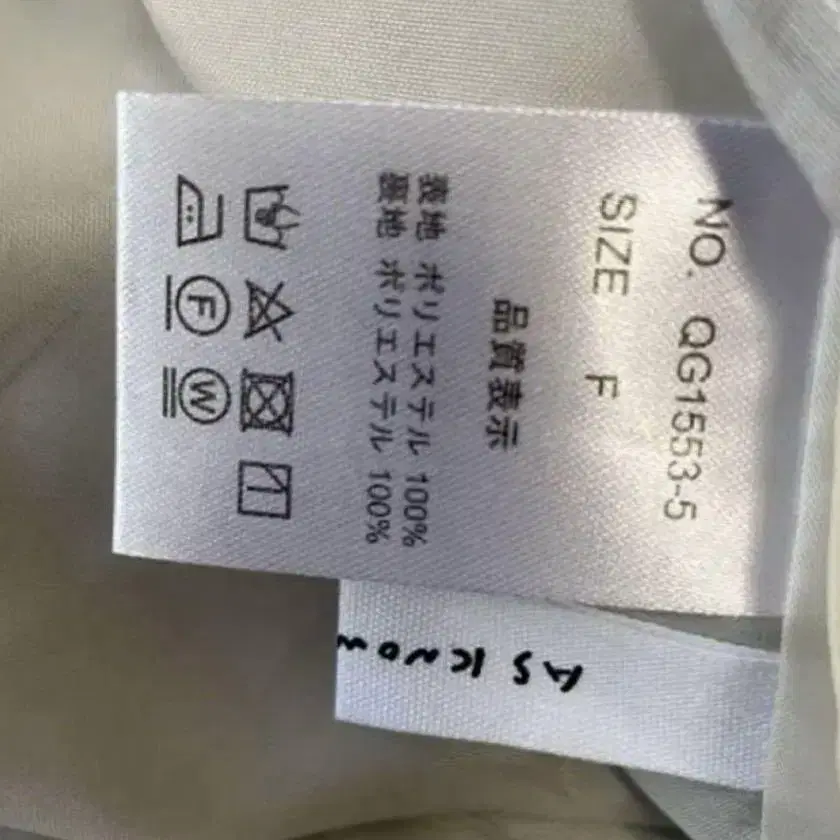 NO. QG1553-5
SIZE F
品質表示
表地 ポリエステル 100%
裏地 ポリエステル 100%
F
W
AS KNOW